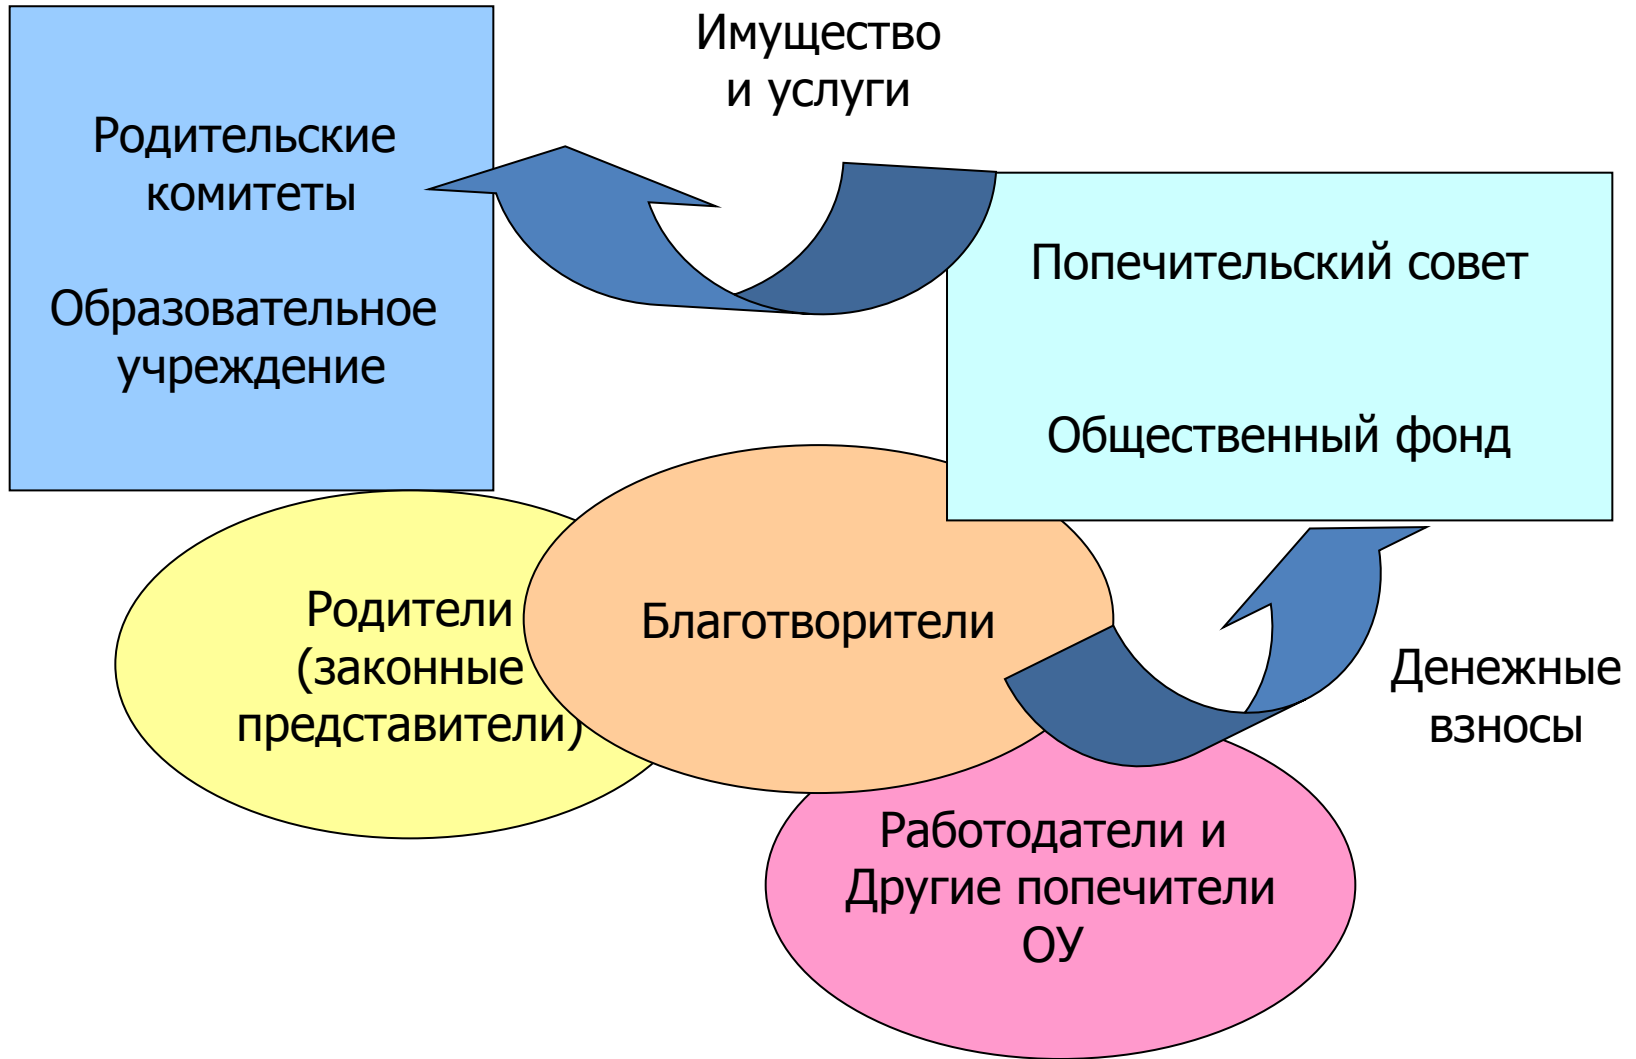 Имущество
и услуги
Родительские
комитеты
Образовательное
учреждение
Попечительский совет
Общественный фонд
Родители
(законные
представители)
Благотворители
Денежные
взносы
Работодатели и
Другие попечители
ОУ